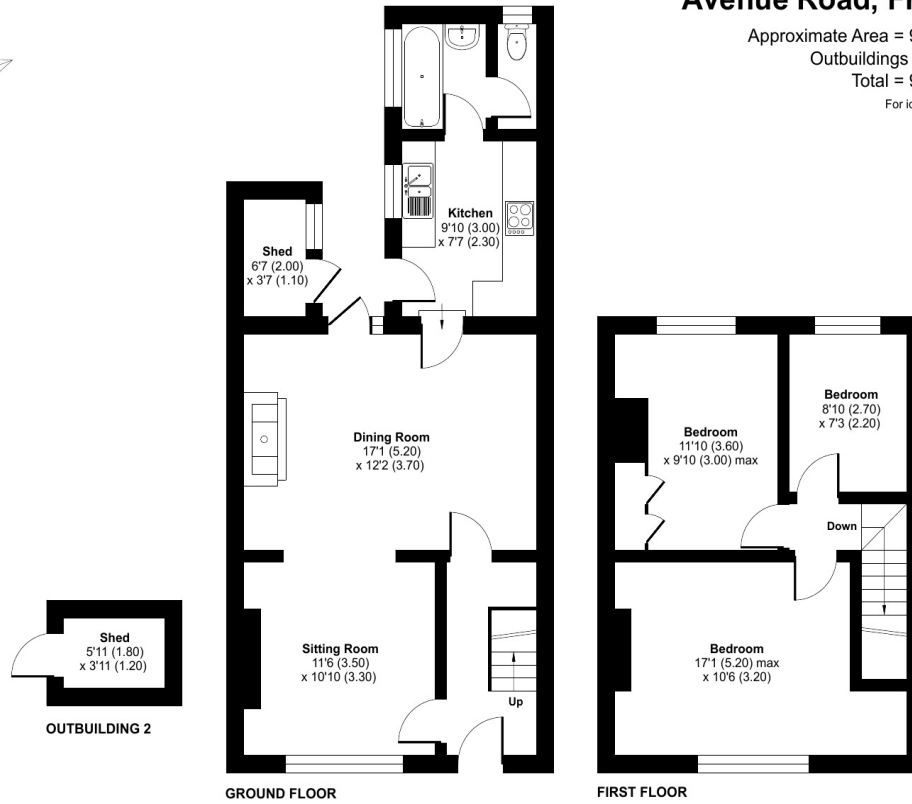 Avenue Road,
Approximate Area =
Outbuildings
Total =
For
Kitchen
9'10 (3.00)
x 7'7 (2.30)
Shed
6'7 (2.00)
x 3'7 (1.10)
Dining Room
17'1 (5.20)
x 12'2 (3.70)
Sitting Room
11'6 (3.50)
x 10'10 (3.30)
Up
Shed
5'11 (1.80)
x 3'11 (1.20)
OUTBUILDING 2
GROUND FLOOR
Bedroom
11'10 (3.60)
x 9'10 (3.00) max
Bedroom
8'10 (2.70)
x 7'3 (2.20)
Down
Bedroom
17'1 (5.20) max
x 10'6 (3.20)
FIRST FLOOR